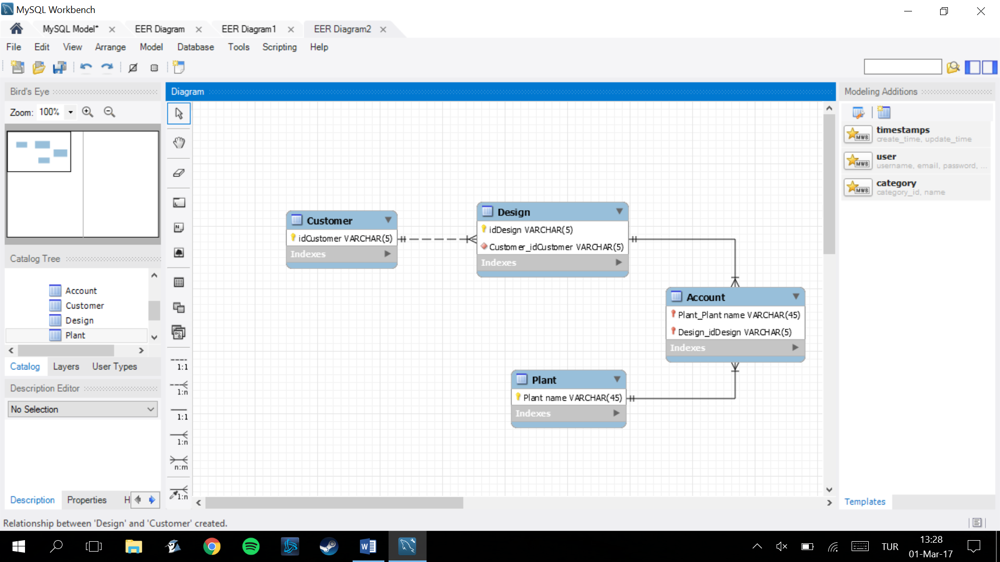 MySQL Workbench
MySQL Model* EER Diagram EER Diagram1 EER Diagram2
File Edit View Arrange Model Database Tools Scripting Help
Bird's Eye
Zoom: 100%
Catalog Tree
Account
Customer
Design
Plant
Catalog Layers User Types
Description Editor
No Selection
Description Properties H
Diagram
1:1
1:n
1:1
1:n
n:m
1:n
Customer
idCustomer VARCHAR(5)
Indexes
Design
idDesign VARCHAR(5)
Customer_idCustomer VARCHAR(5)
Indexes
Account
Plant_Plant name VARCHAR(45)
Design_idDesign VARCHAR(5)
Indexes
Plant
Plant name VARCHAR(45)
Indexes
Modeling Additions
MWB
timestamps
create_time, update_time
MWB
user
username, email, password, ...
MWB
category
category_id, name
Templates
Relationship between 'Design' and 'Customer' created.
TUR
13:28
01-Mar-17